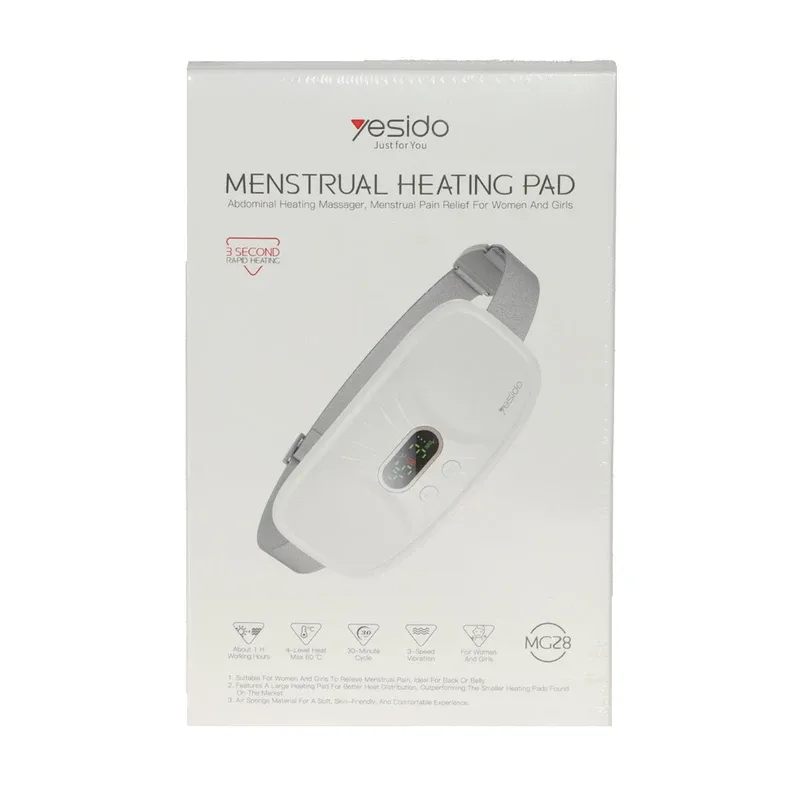 yesido
Just for You
MENSTRUAL HEATING PAD
Abdominal Heating Massager, Menstrual Pain Relief For Women And Girls
3 SECOND
RAPID HEATING
yesido
About 1 H
Working Hours
4-Level Heat
Max 60 °C
30
30-Minute
Cycle
3-Speed
Vibration
For Women
And Girls
MG28
1. Suitable For Women And Girls To Relieve Menstrual Pain, Ideal For Back Or Belly.
2. Features A Large Heating Pad For Better Heat Distribution, Outperforming The Smaller Heating Pads Found
On The Market.
3. Air Sponge Material For A Soft, Skin-Friendly, And Comfortable Experience.